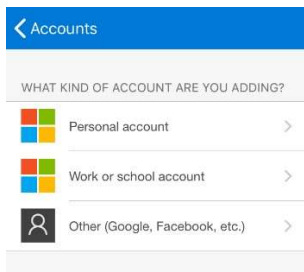 Accounts
WHAT KIND OF ACCOUNT ARE YOU ADDING?
Personal account
Work or school account
Other (Google, Facebook, etc.)